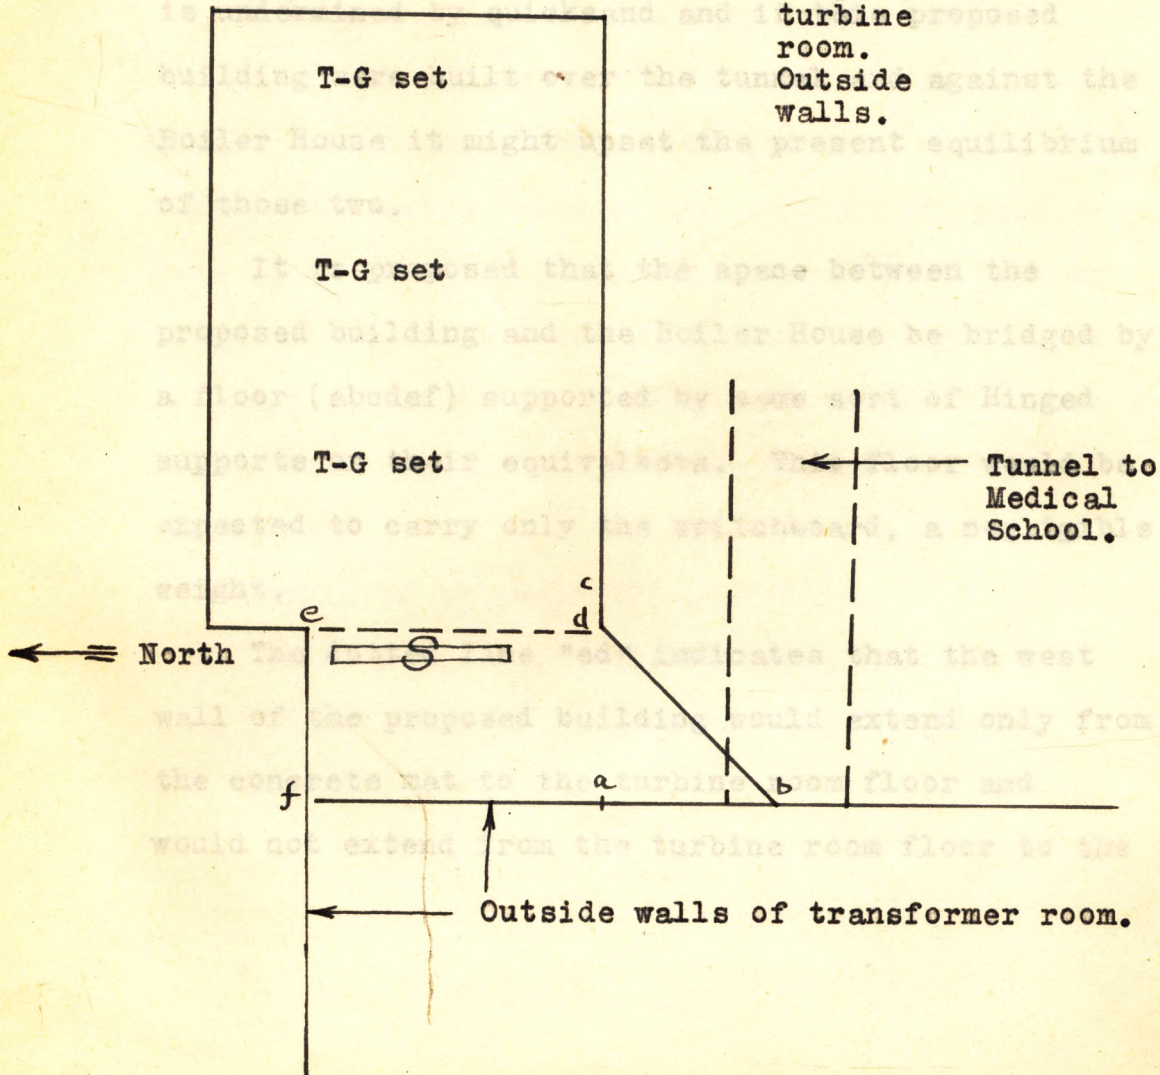 turbine
room.
Outside
walls.
T-G set
T-G set
T-G set
Tunnel to
Medical
School.
c
d
e
S
North
a
b
f
Outside walls of transformer room.
is undermined by quicksand and if the proposed
building were built over the tunnel and against the
Boiler House it might upset the present equilibrium
of those two.
It is proposed that the space between the
proposed building and the Boiler House be bridged by
a floor (abcdef) supported by some sort of Hinged
supports or their equivalents. This floor would be
expected to carry only the switchboard, a negligible
weight.
The dotted line "ed" indicates that the west
wall of the proposed building would extend only from
the concrete mat to the turbine room floor and
would not extend from the turbine room floor to the